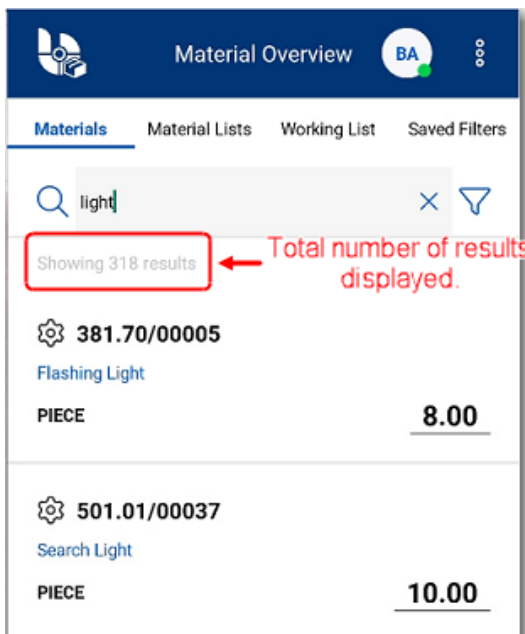 Material Overview BA
Materials Material Lists Working List Saved Filters
light
Showing 318 results
Total number of results
displayed.
381.70/00005
Flashing Light
PIECE 8.00
501.01/00037
Search Light
PIECE 10.00